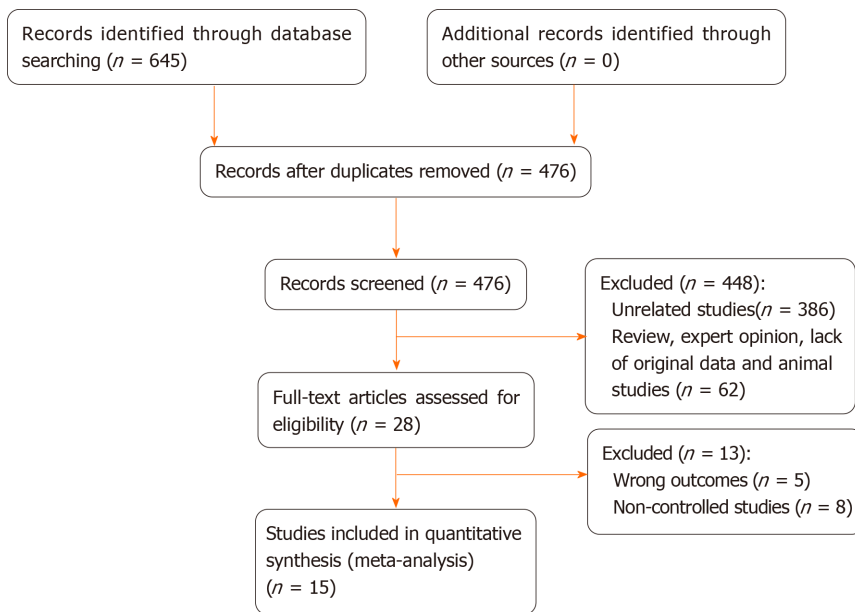 Records identified through database
searching (n = 645)
Additional records identified through
other sources (n = 0)
Records after duplicates removed (n = 476)
Records screened (n = 476)
Excluded (n = 448):
Unrelated studies(n = 386)
Review, expert opinion, lack
of original data and animal
studies (n = 62)
Full-text articles assessed for
eligibility (n = 28)
Excluded (n = 13):
Wrong outcomes (n = 5)
Non-controlled studies (n = 8)
Studies included in quantitative
synthesis (meta-analysis)
(n = 15)